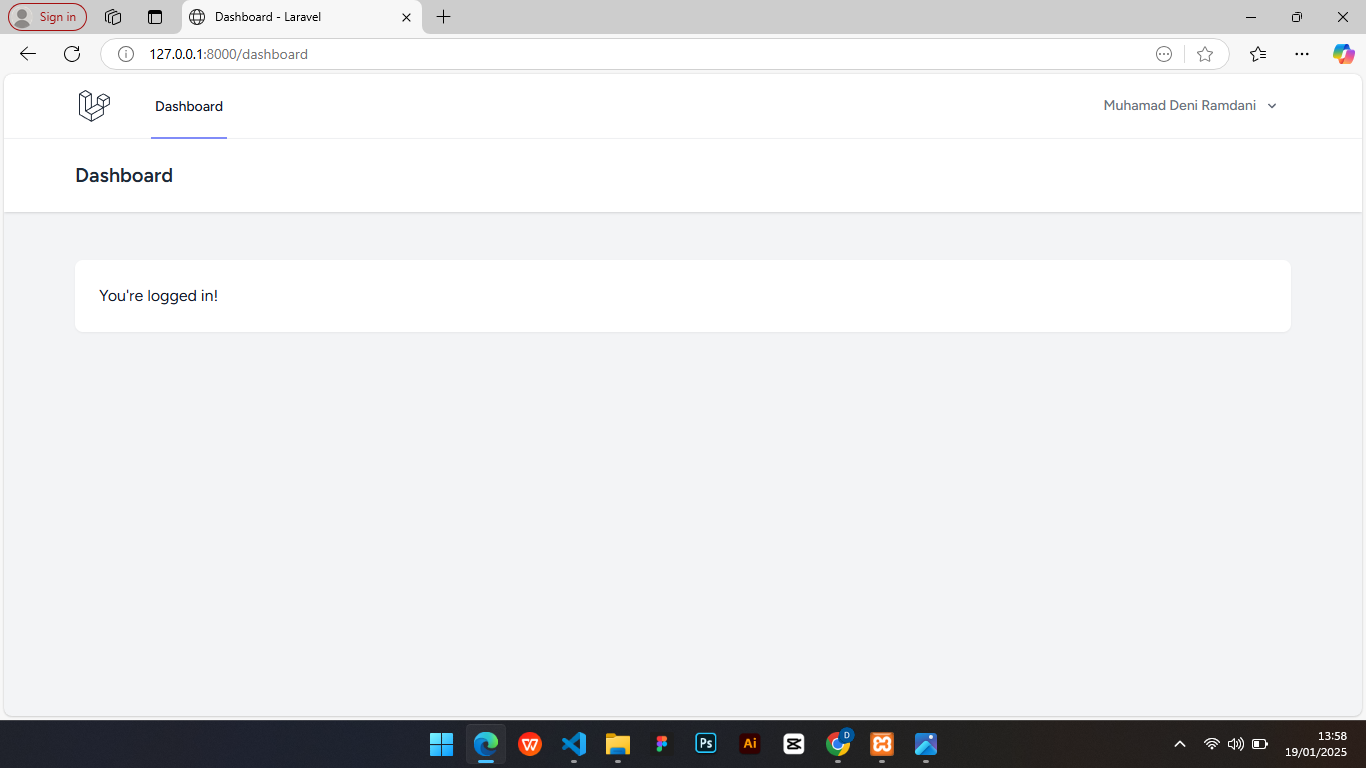 Sign in
Dashboard - Laravel
127.0.0.1:8000/dashboard
Dashboard
Muhamad Deni Ramdani
Dashboard
You're logged in!
W
Ps
Ai
D
13:58
19/01/2025